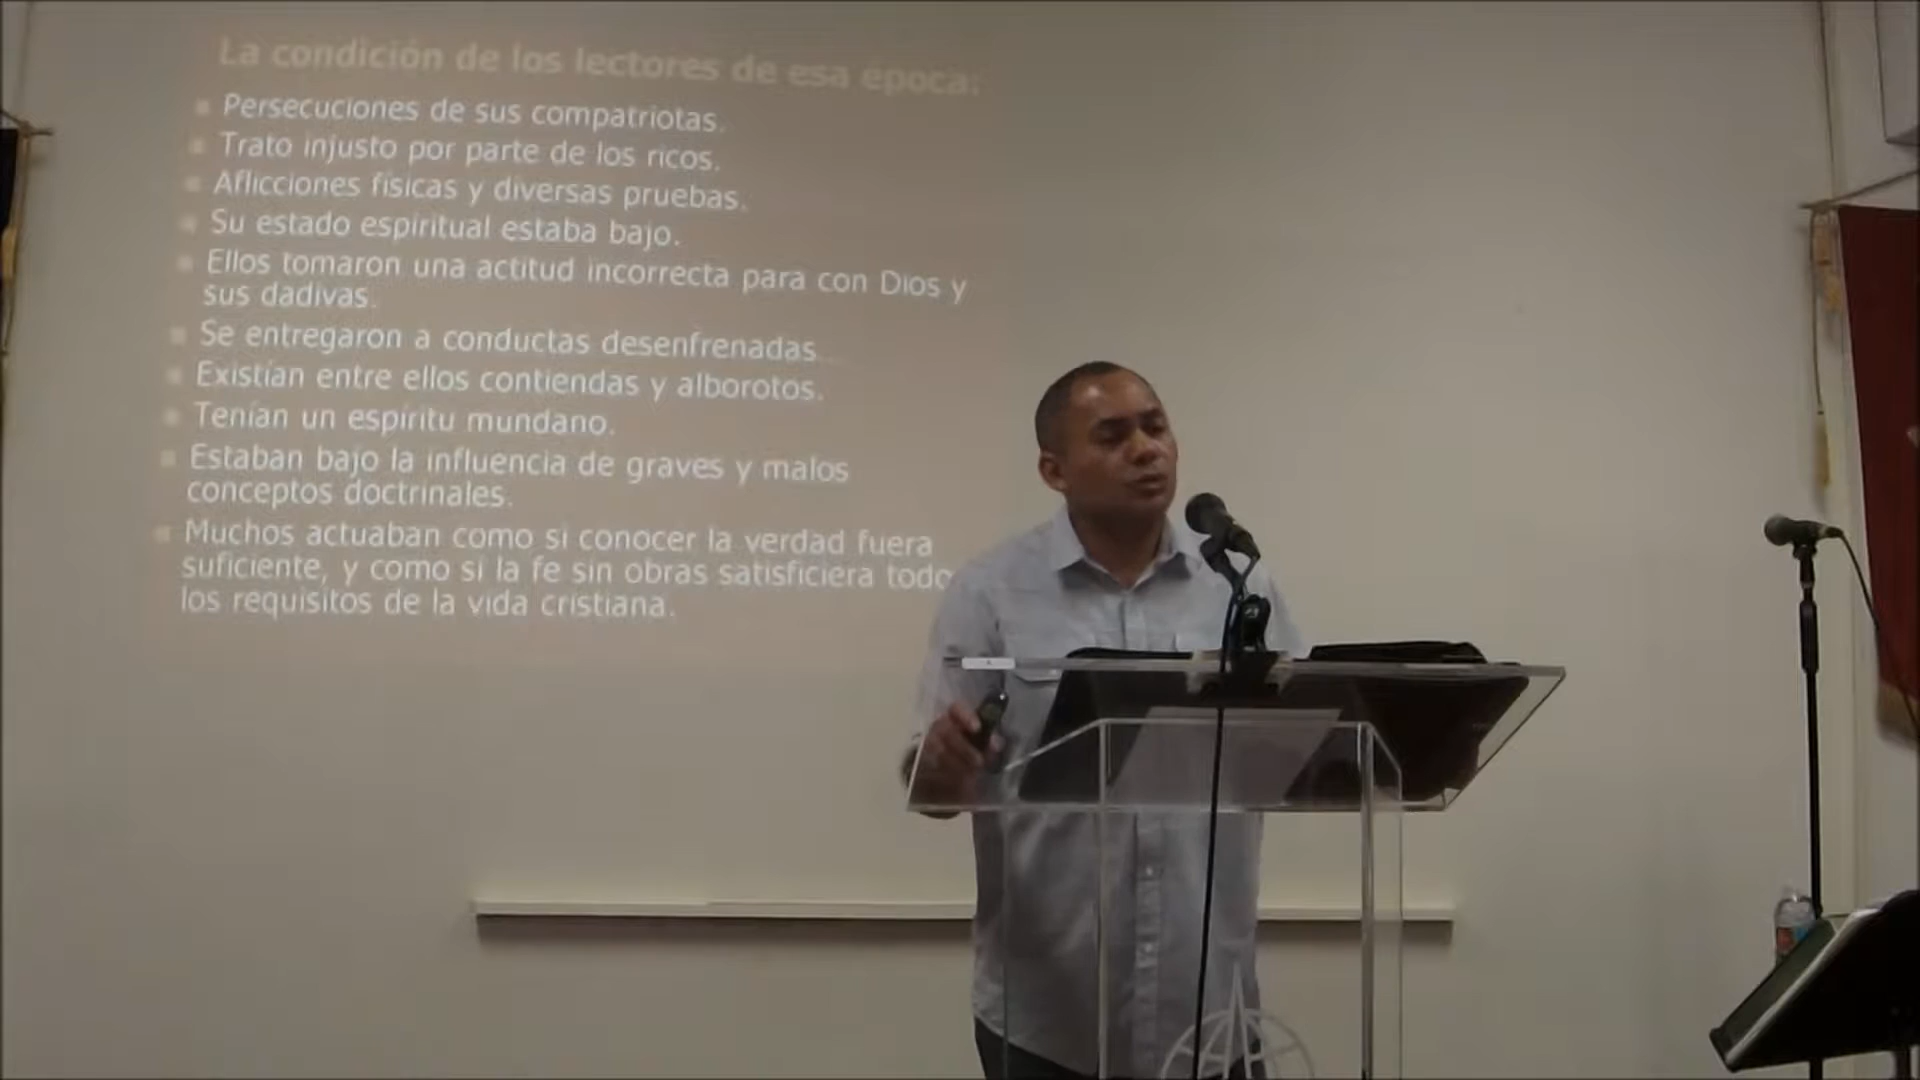 La condición de los lectores de esa epoca:
Persecuciones de sus compatriotas.
Trato injusto por parte de los ricos.
Aflicciones físicas y diversas pruebas.
Su estado espiritual estaba bajo.
Ellos tomaron una actitud incorrecta para con Dios y
sus dadivas.
Se entregaron a conductas desenfrenadas.
Existían entre ellos contiendas y alborotos.
Tenían un espíritu mundano.
Estaban bajo la influencia de graves y malos
conceptos doctrinales.
Muchos actuaban como si conocer la verdad fuera
suficiente, y como si la fe sin obras satisficiera todo
los requisitos de la vida cristiana.